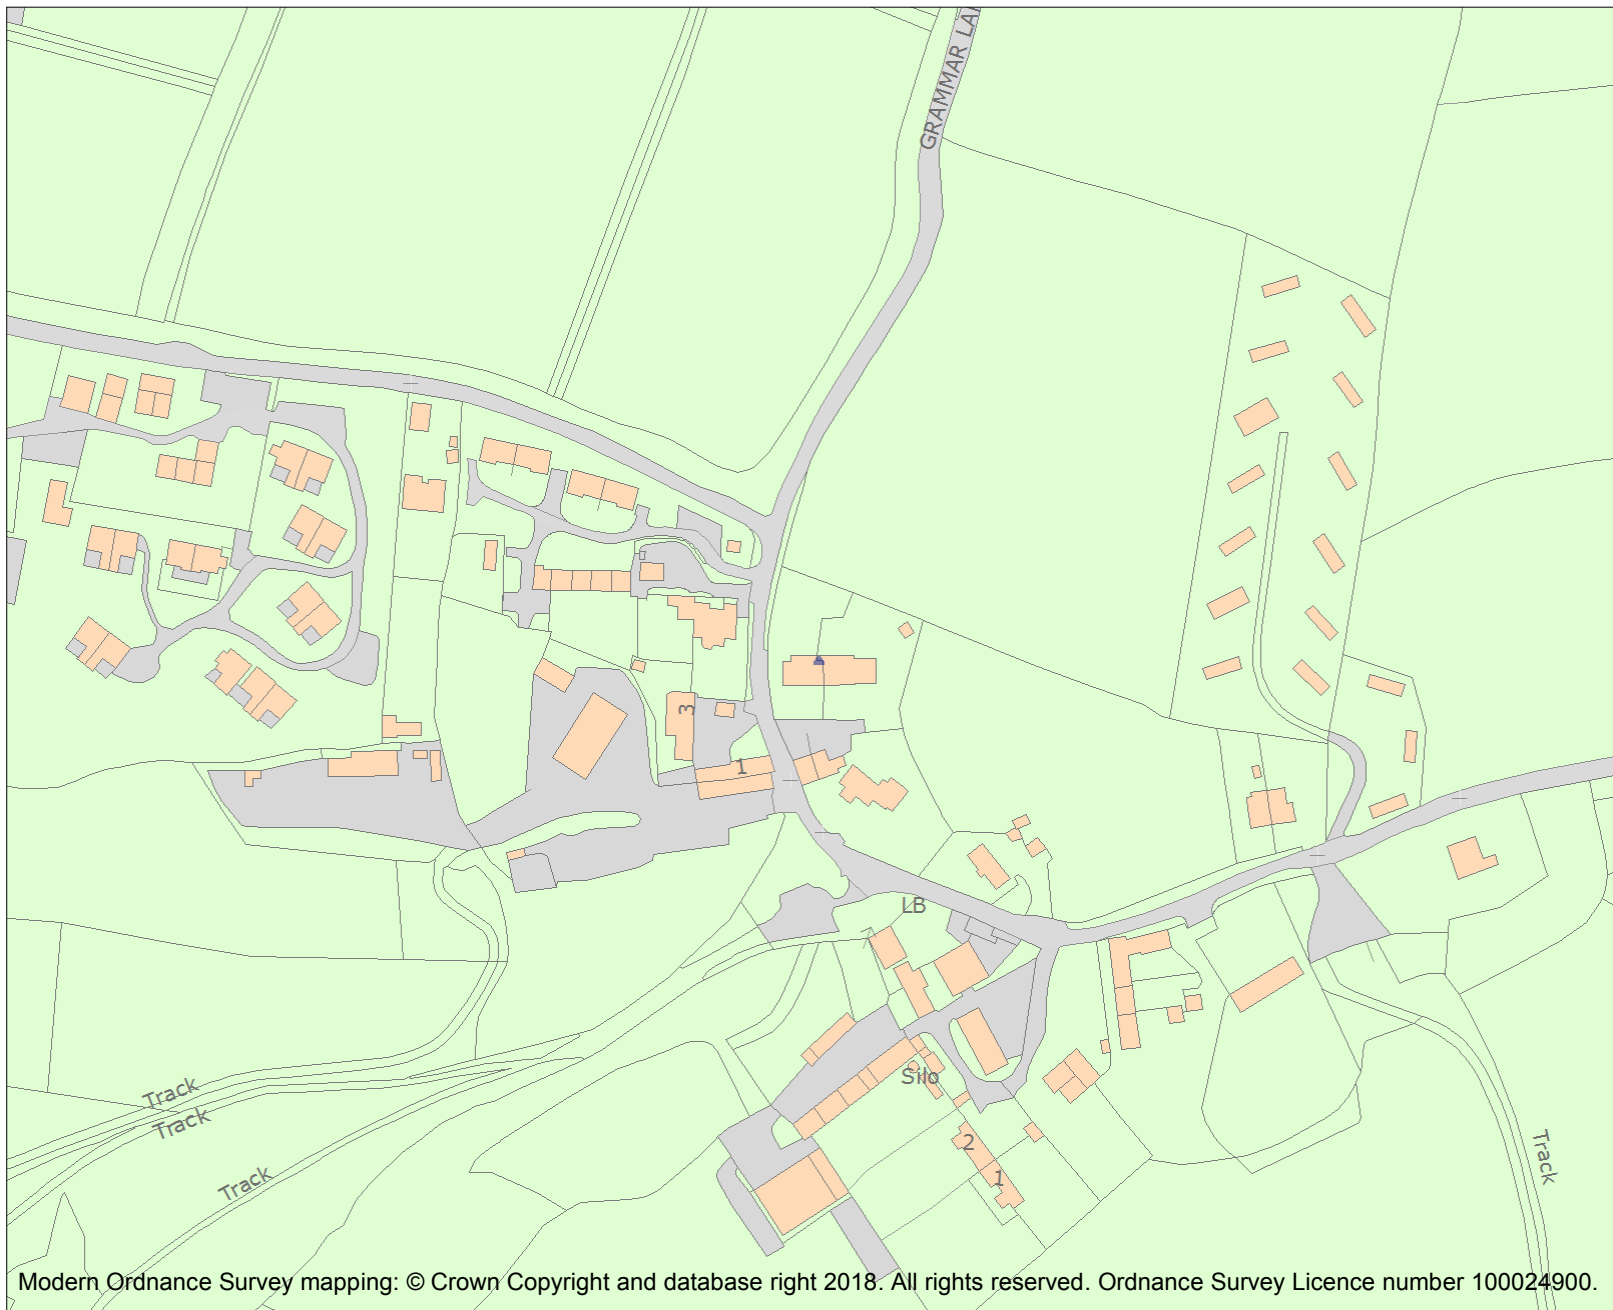 GRAMMAR LA
3
1
LB
Silo
Track
Track
Track
2
1
Track
Modern Ordnance Survey mapping: © Crown Copyright and database right 2018. All rights reserved. Ordnance Survey Licence number 100024900.